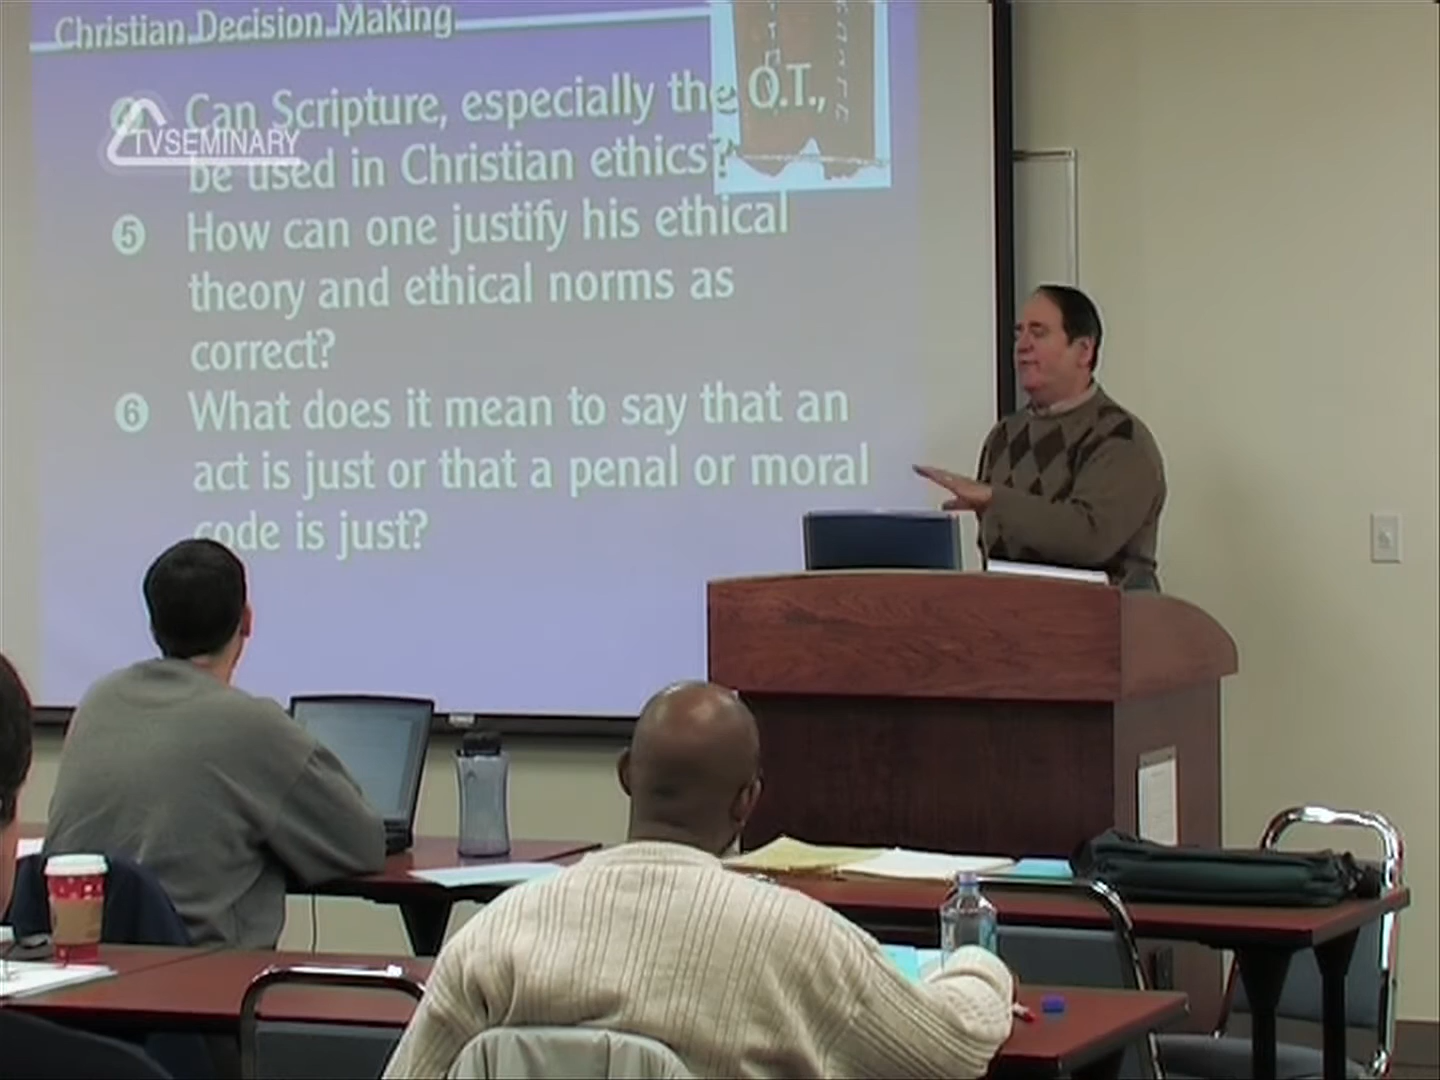 Christian Decision Making
Can Scripture, especially the O.T.,
TVSEMINARY
be used in Christian ethics?
5 How can one justify his ethical
theory and ethical norms as
correct?
6 What does it mean to say that an
act is just or that a penal or moral
code is just?